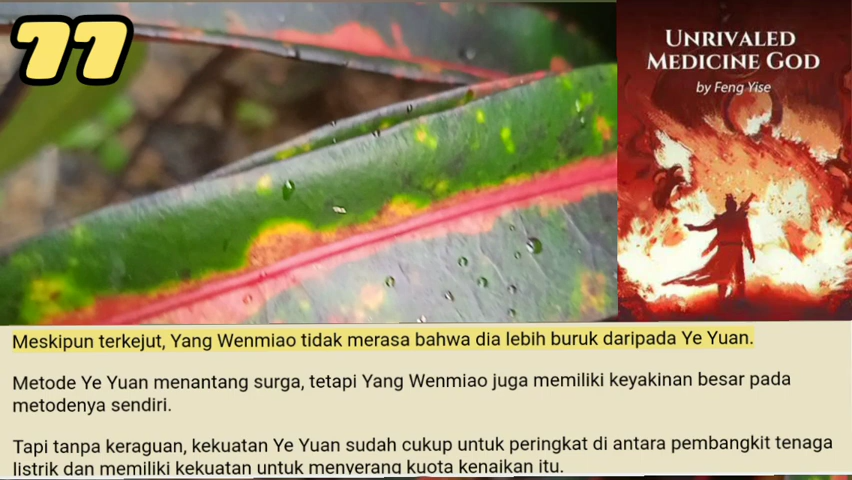 77
UNRIVALED
MEDICINE GOD
by Feng Yise
Meskipun terkejut, Yang Wenmiao tidak merasa bahwa dia lebih buruk daripada Ye Yuan.
Metode Ye Yuan menantang surga, tetapi Yang Wenmiao juga memiliki keyakinan besar pada
metodenya sendiri.
Tapi tanpa keraguan, kekuatan Ye Yuan sudah cukup untuk peringkat di antara pembangkit tenaga
listrik dan memiliki kekuatan untuk menyerang kuota kenaikan itu.